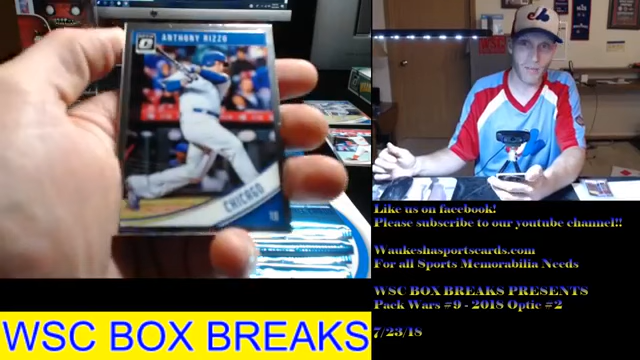 ANTHONY RIZZO
CHICAGO
WSC BOX BREAKS
Like us on facebook!
Please subscribe to our youtube channel!!
Waukeshasportscards.com
For all Sports Memorabilia Needs
WSC BOX BREAKS PRESENTS
Pack Wars #9 - 2018 Optic #2
7/23/18